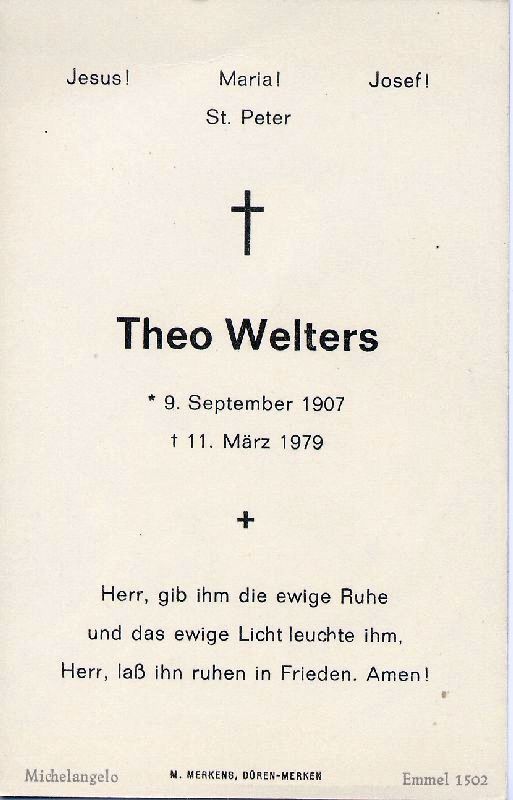 Jesus! Maria! Josef!
St. Peter
†
Theo Welters
* 9. September 1907
† 11. März 1979
+
Herr, gib ihm die ewige Ruhe
und das ewige Licht leuchte ihm,
Herr, laß ihn ruhen in Frieden. Amen!
Michelangelo M. MERKENS, DÜREN-MERKEN Emmel 1502